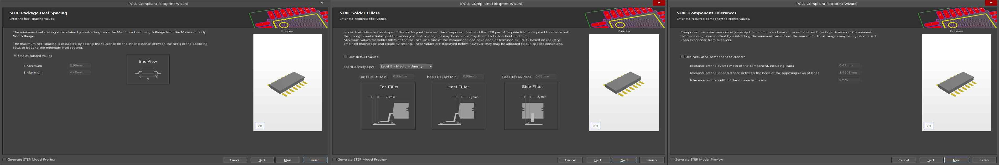 IPC® Compliant Footprint Wizard
SOIC Package Heel Spacing
Enter the heel spacing values.
Preview
The minimum heel spacing is calculated by subtracting twice the Maximum Lead Length Range from the Minimum Body
Width Range.
The maximum heel spacing is calculated by adding the tolerance on the inner distance between the heels of the opposing
rows of leads to the minimum heel spacing.
Use calculated values
S Minimum 2.93mm
S Maximum 4.42mm
End View
S
2D
Generate STEP Model Preview
Cancel Back Next Finish
IPC® Compliant Footprint Wizard
SOIC Solder Fillets
Enter the required fillet values.
Preview
Solder fillet refers to the shape of the solder joint between the component lead and the PCB pad. Adequate fillet is required to ensure both
the strength and reliability of the solder joints. A solder joint may be described by three fillets: toe, heel, and side.
Minimum values for solder fillets at the toe, heel and side of the component lead have been determined by IPC®, based on industry
empirical knowledge and reliability testing. These values are displayed below; however they may be adjusted to suit specific conditions.
Use default values
Board density Level Level B - Medium density
Toe Fillet (JT Min) 0.35mm Heel Fillet (JH Min) 0.35mm Side Fillet (JS Min) 0.03mm
Toe Fillet Heel Fillet Side Fillet
JT min JH min JS min
2D
Generate STEP Model Preview
Cancel Back Next Finish
IPC® Compliant Footprint Wizard
SOIC Component Tolerances
Enter the required component tolerance values.
Preview
Component manufacturers usually specify the minimum and maximum value for each package dimension. Component
tolerance ranges are derived by subtracting the minimum value from the maximum. These ranges may be adjusted based
upon experience from suppliers.
Use calculated component tolerances
Tolerance on the overall width of the component, including leads 0.47mm
Tolerance on the inner distance between the heels of the opposing rows of leads 1.4903mm
Tolerance on the width of the component leads 0mm
2D
Generate STEP Model Preview
Cancel Back Next Finish